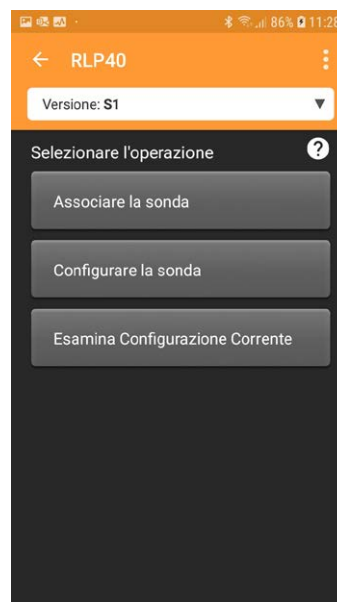 86% 11:28
RLP40
Versione: S1
Selezionare l'operazione
?
Associare la sonda
Configurare la sonda
Esamina Configurazione Corrente